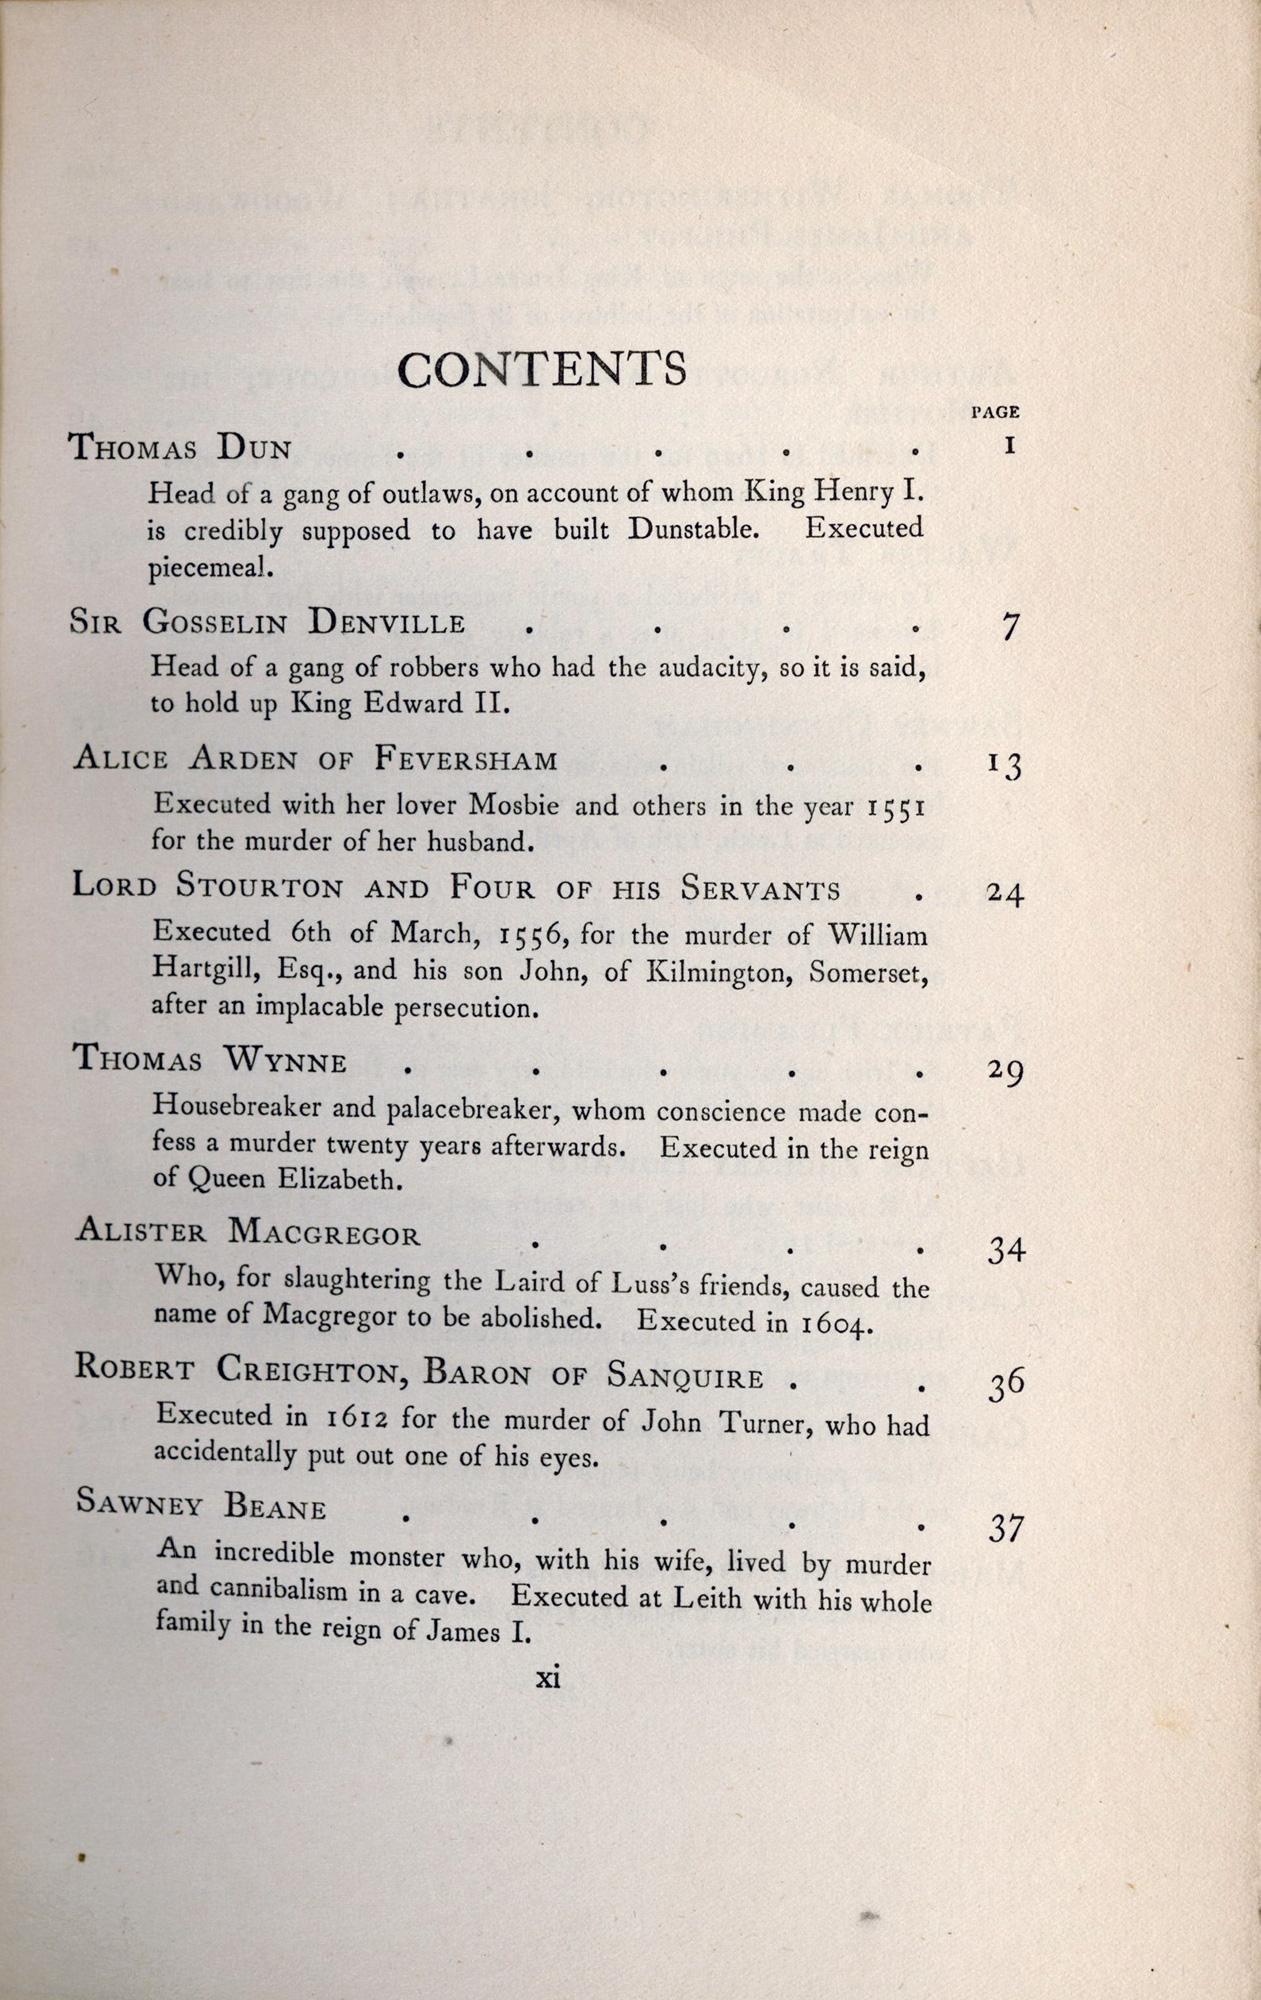 CONTENTS
PAGE
THOMAS DUN . . . . . 1
Head of a gang of outlaws, on account of whom King Henry I.
is credibly supposed to have built Dunstable. Executed
piecemeal.
SIR GOSSELIN DENVILLE . . . . 7
Head of a gang of robbers who had the audacity, so it is said,
to hold up King Edward II.
ALICE ARDEN OF FEVERSHAM . . . 13
Executed with her lover Mosbie and others in the year 1551
for the murder of her husband.
LORD STOURTON AND FOUR OF HIS SERVANTS . 24
Executed 6th of March, 1556, for the murder of William
Hartgill, Esq., and his son John, of Kilmington, Somerset,
after an implacable persecution.
THOMAS WYNNE . . . . . 29
Housebreaker and palacebreaker, whom conscience made con-
fess a murder twenty years afterwards. Executed in the reign
of Queen Elizabeth.
ALISTER MACGREGOR . . . . 34
Who, for slaughtering the Laird of Luss's friends, caused the
name of Macgregor to be abolished. Executed in 1604.
ROBERT CREIGHTON, BARON OF SANQUIRE . . 36
Executed in 1612 for the murder of John Turner, who had
accidentally put out one of his eyes.
SAWNEY BEANE . . . . . 37
An incredible monster who, with his wife, lived by murder
and cannibalism in a cave. Executed at Leith with his whole
family in the reign of James I.
xi